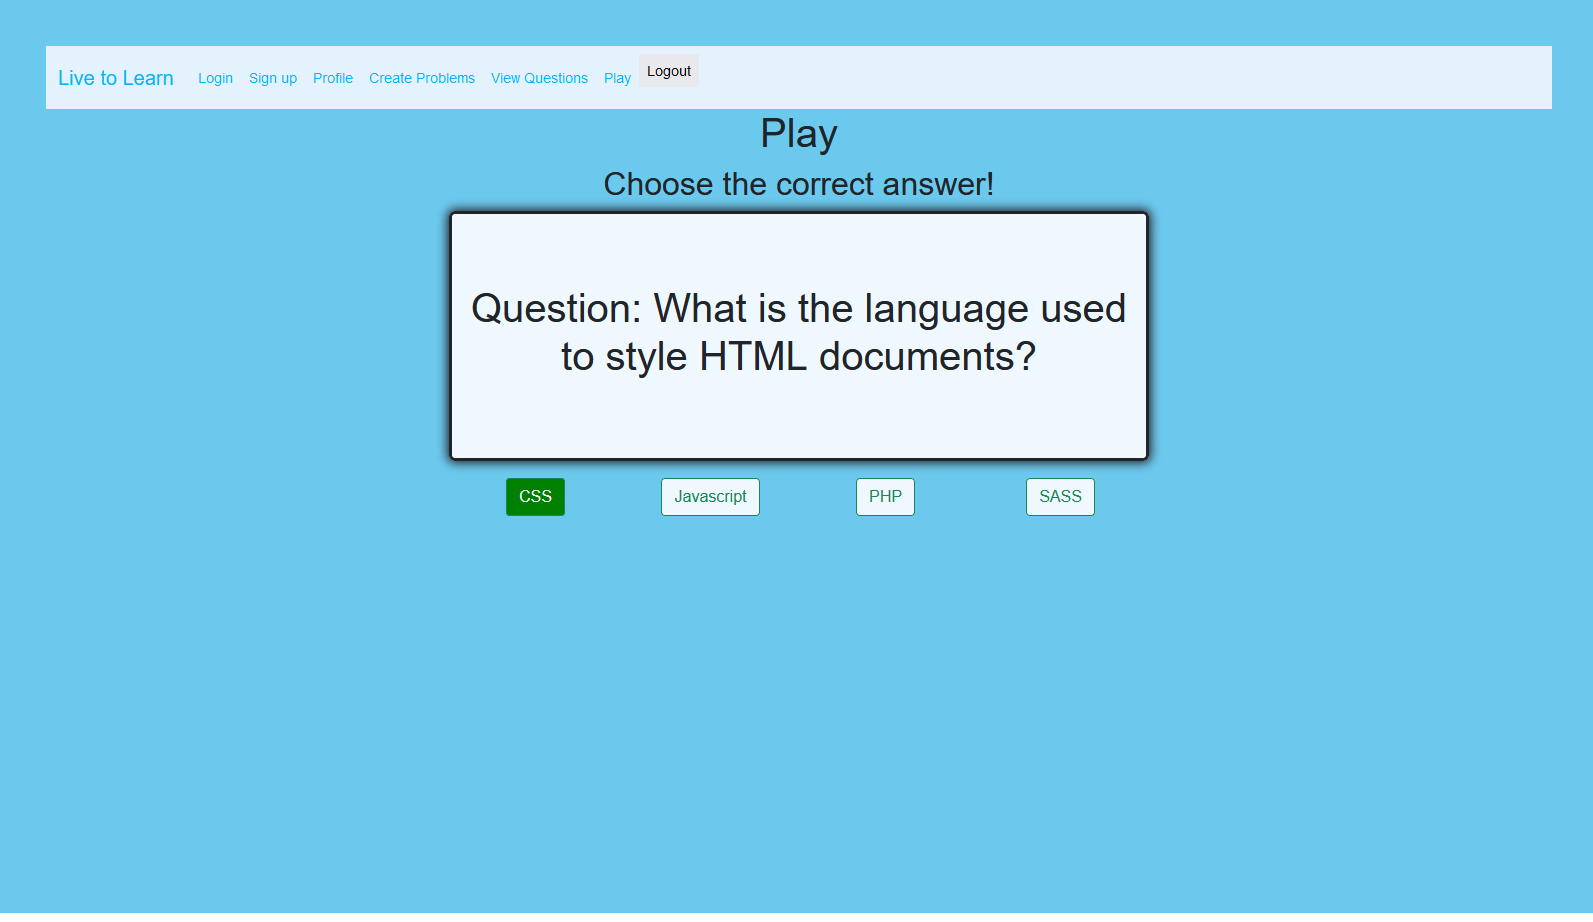 Live to Learn Login Sign up Profile Create Problems View Questions Play Logout
Play
Choose the correct answer!
Question: What is the language used
to style HTML documents?
CSS Javascript PHP SASS